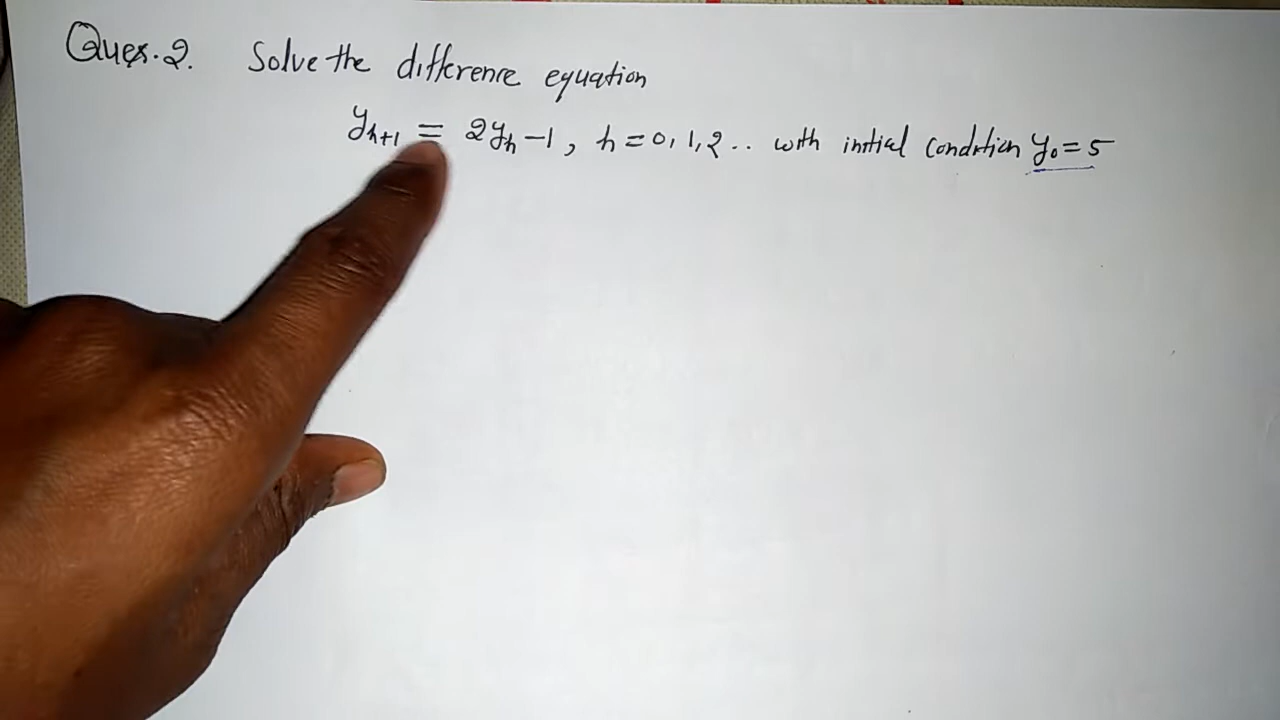 Ques.2. Solve the difference equation
yₙ₊₁ = 2yₙ-1, n=0,1,2.. with initial condition y₀=5